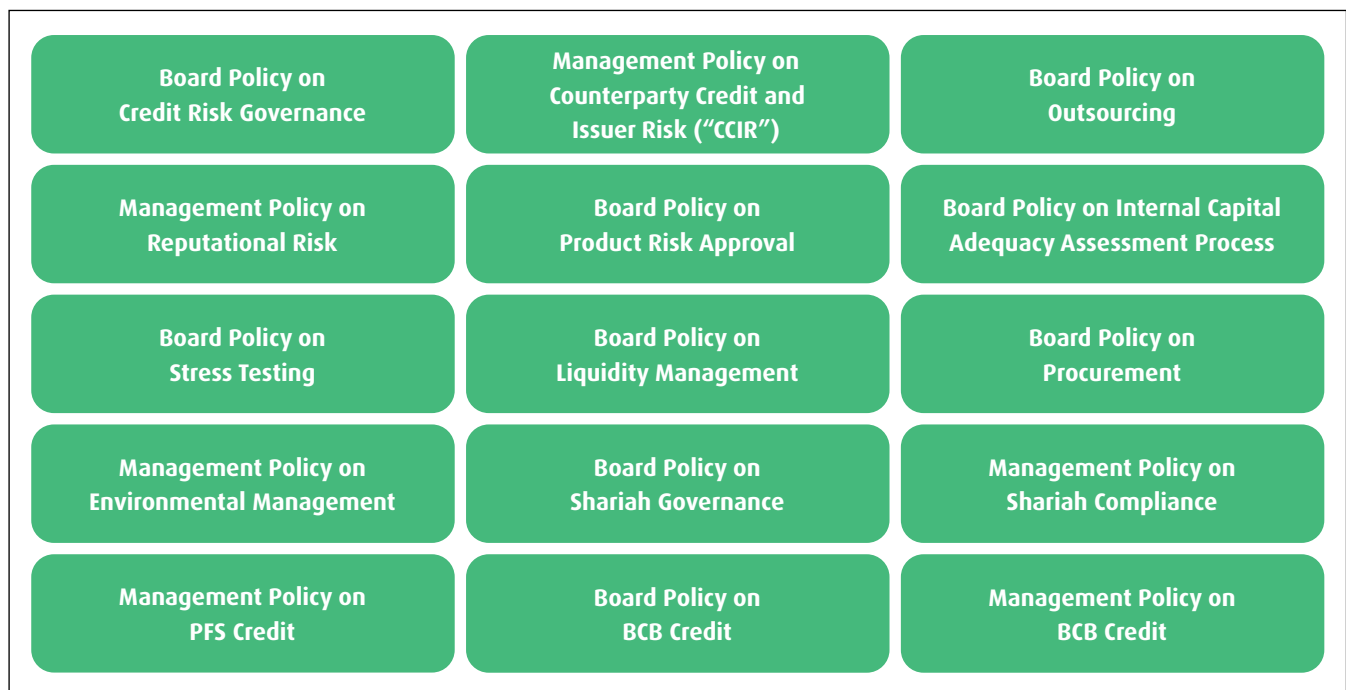 Board Policy on
Credit Risk Governance
Management Policy on
Counterparty Credit and
Issuer Risk (“CCIR”)
Board Policy on
Outsourcing
Management Policy on
Reputational Risk
Board Policy on
Product Risk Approval
Board Policy on Internal Capital
Adequacy Assessment Process
Board Policy on
Stress Testing
Board Policy on
Liquidity Management
Board Policy on
Procurement
Management Policy on
Environmental Management
Board Policy on
Shariah Governance
Management Policy on
Shariah Compliance
Management Policy on
PFS Credit
Board Policy on
BCB Credit
Management Policy on
BCB Credit